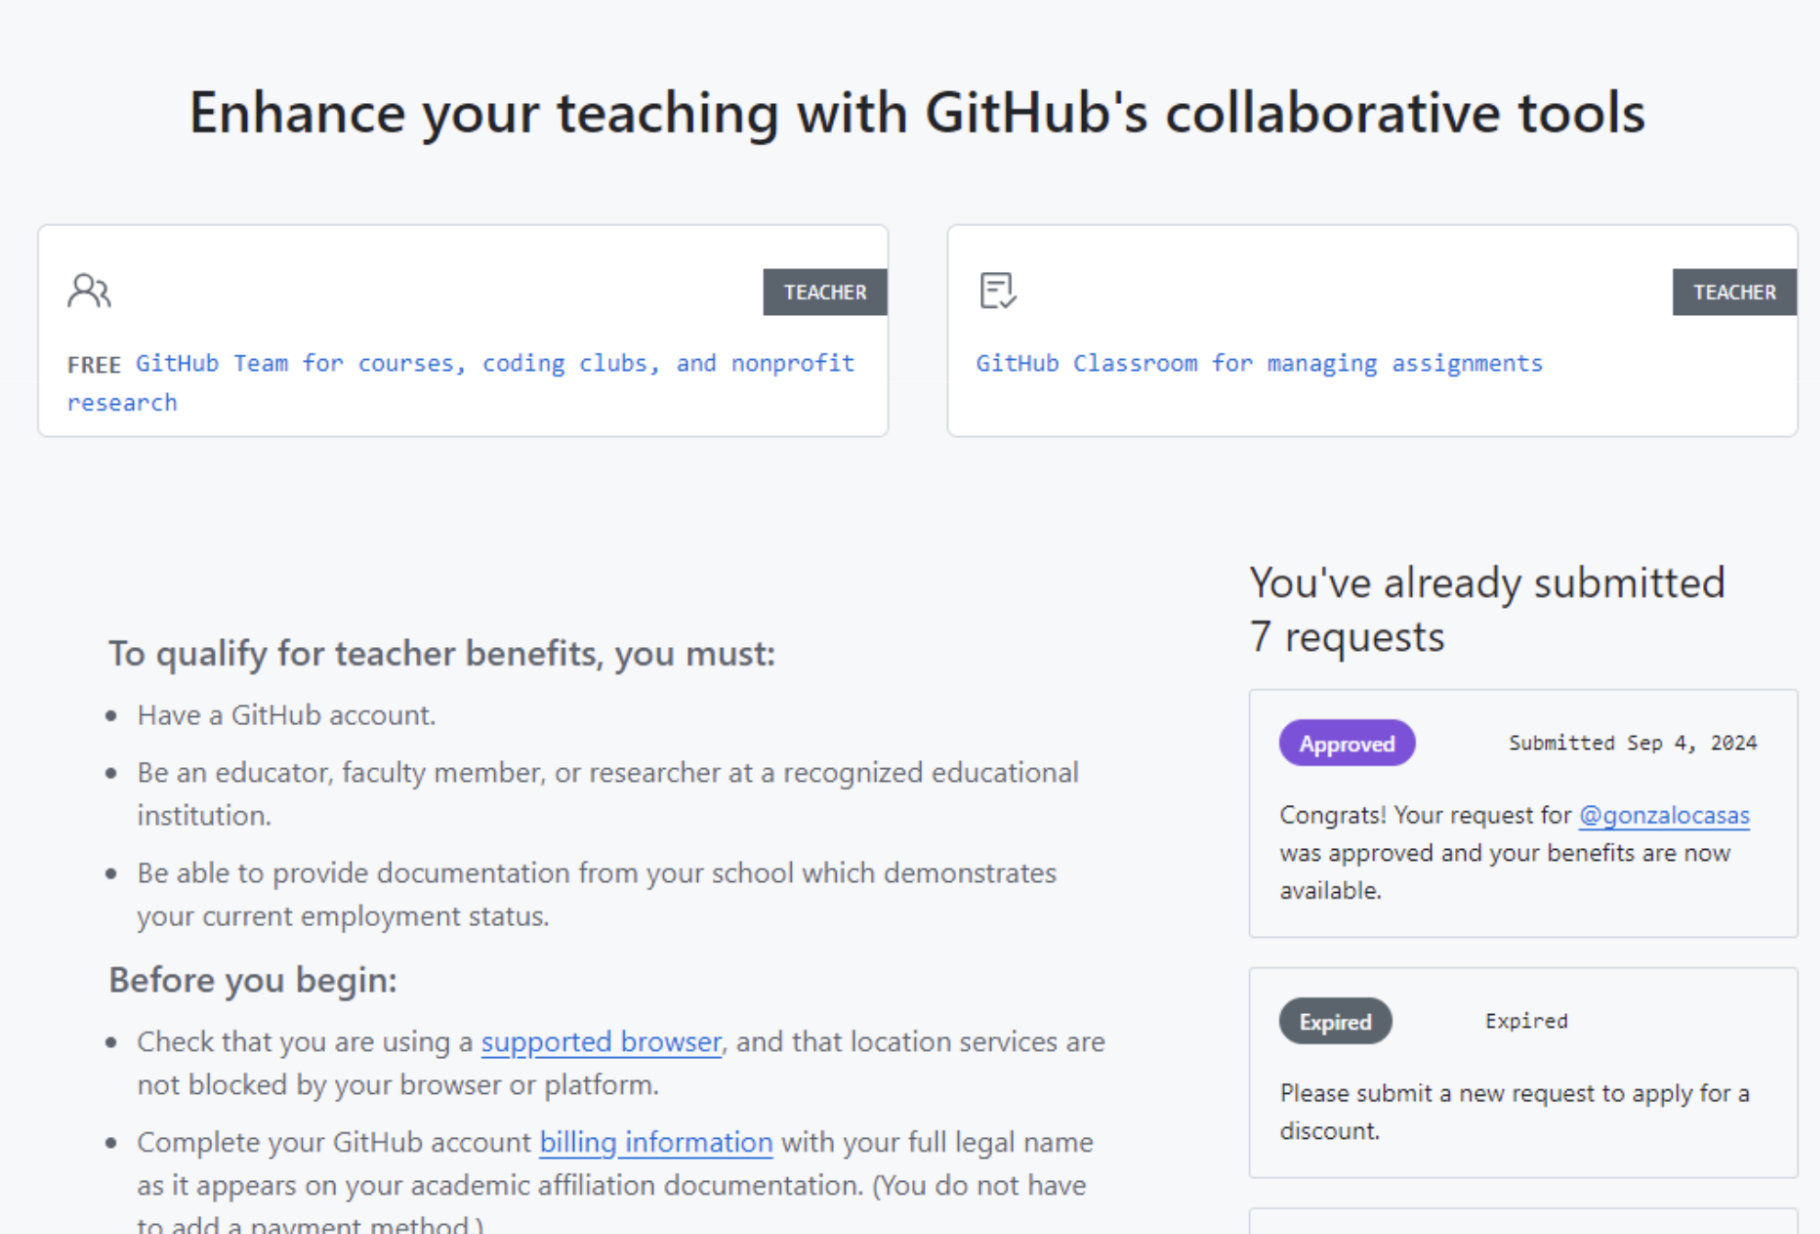 Enhance your teaching with GitHub's collaborative tools
TEACHER
FREE GitHub Team for courses, coding clubs, and nonprofit
research
TEACHER
GitHub Classroom for managing assignments
To qualify for teacher benefits, you must:
Have a GitHub account.
Be an educator, faculty member, or researcher at a recognized educational
institution.
Be able to provide documentation from your school which demonstrates
your current employment status.
Before you begin:
Check that you are using a supported browser, and that location services are
not blocked by your browser or platform.
Complete your GitHub account billing information with your full legal name
as it appears on your academic affiliation documentation. (You do not have
to add a payment method.)
You've already submitted
7 requests
Approved
Submitted Sep 4, 2024
Congrats! Your request for @gonzalocasas
was approved and your benefits are now
available.
Expired
Expired
Please submit a new request to apply for a
discount.